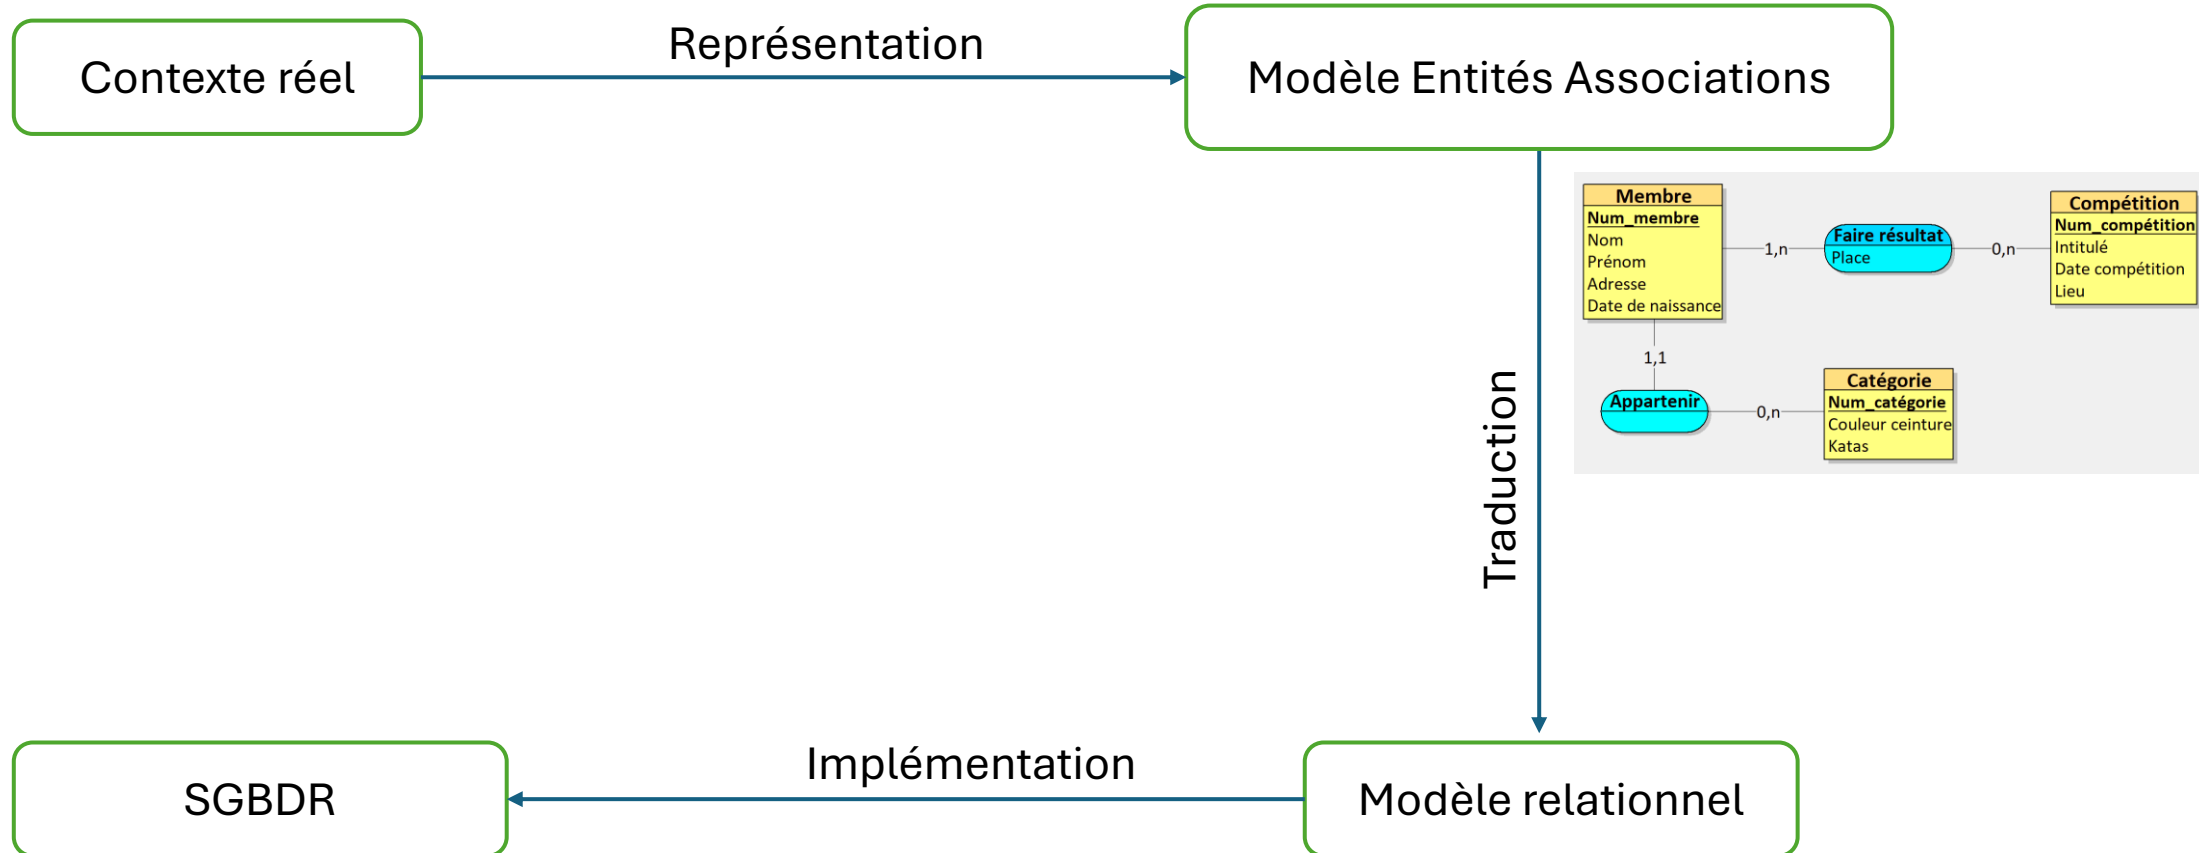 Contexte réel
Représentation
Modèle Entités Associations
Membre
Num_membre
Nom
Prénom
Adresse
Date de naissance
1,n
Faire résultat
Place
0,n
Compétition
Num_compétition
Intitulé
Date compétition
Lieu
1,1
Appartenir
0,n
Catégorie
Num_catégorie
Couleur ceinture
Katas
Traduction
Modèle relationnel
Implémentation
SGBDR